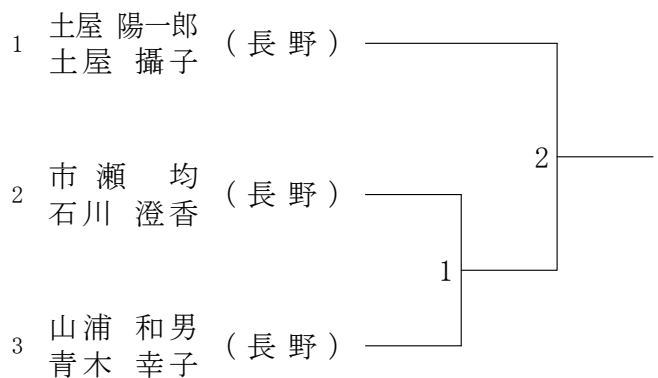 1 土屋 陽一郎 (長野)
土屋 攝子
2
2 市瀬 均 (長野)
石川 澄香
1
3 山浦 和男 (長野)
青木 幸子